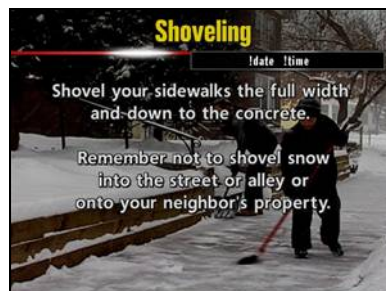 Shoveling
!date !time
Shovel your sidewalks the full width
and down to the concrete.
Remember not to shovel snow
into the street or alley or
onto your neighbor's property.